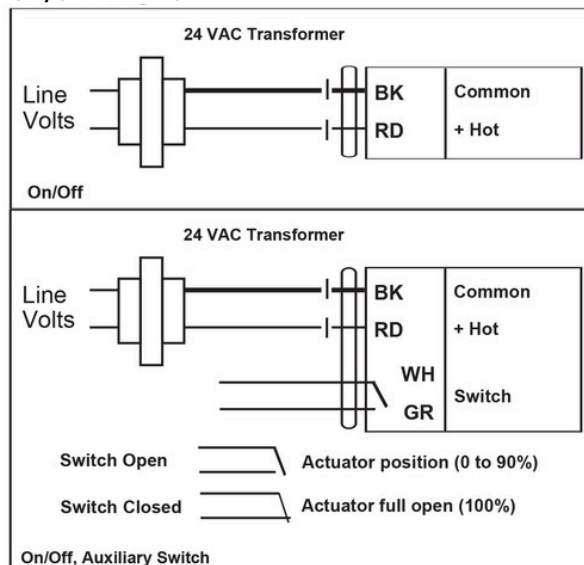 24 VAC Transformer
Line Volts
BK Common
RD + Hot
On/Off
24 VAC Transformer
Line Volts
BK Common
RD + Hot
WH
GR
Switch
Switch Open Actuator position (0 to 90%)
Switch Closed Actuator full open (100%)
On/Off, Auxiliary Switch